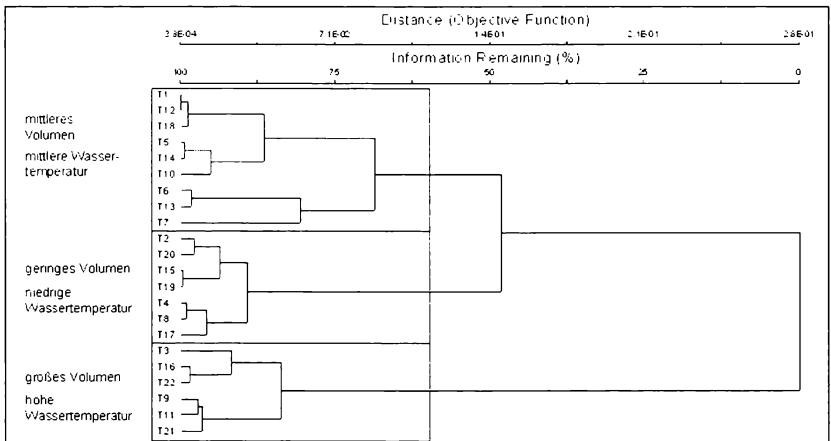 Distance (Objective Function)
3.8E-04 7.1E-02 1.4E-01 2.1E-01 2.8E-01
Information Remaining (%)
100 75 50 25 0
T1
T12
T18
T5
T14
T10
T6
T13
T7
mittleres
Volumen
mittlere Wasser-
temperatur
T2
T20
T15
T19
T4
T8
T17
geringes Volumen
niedrige
Wassertemperatur
T3
T16
T22
T9
T11
T21
großes Volumen
hohe
Wassertemperatur